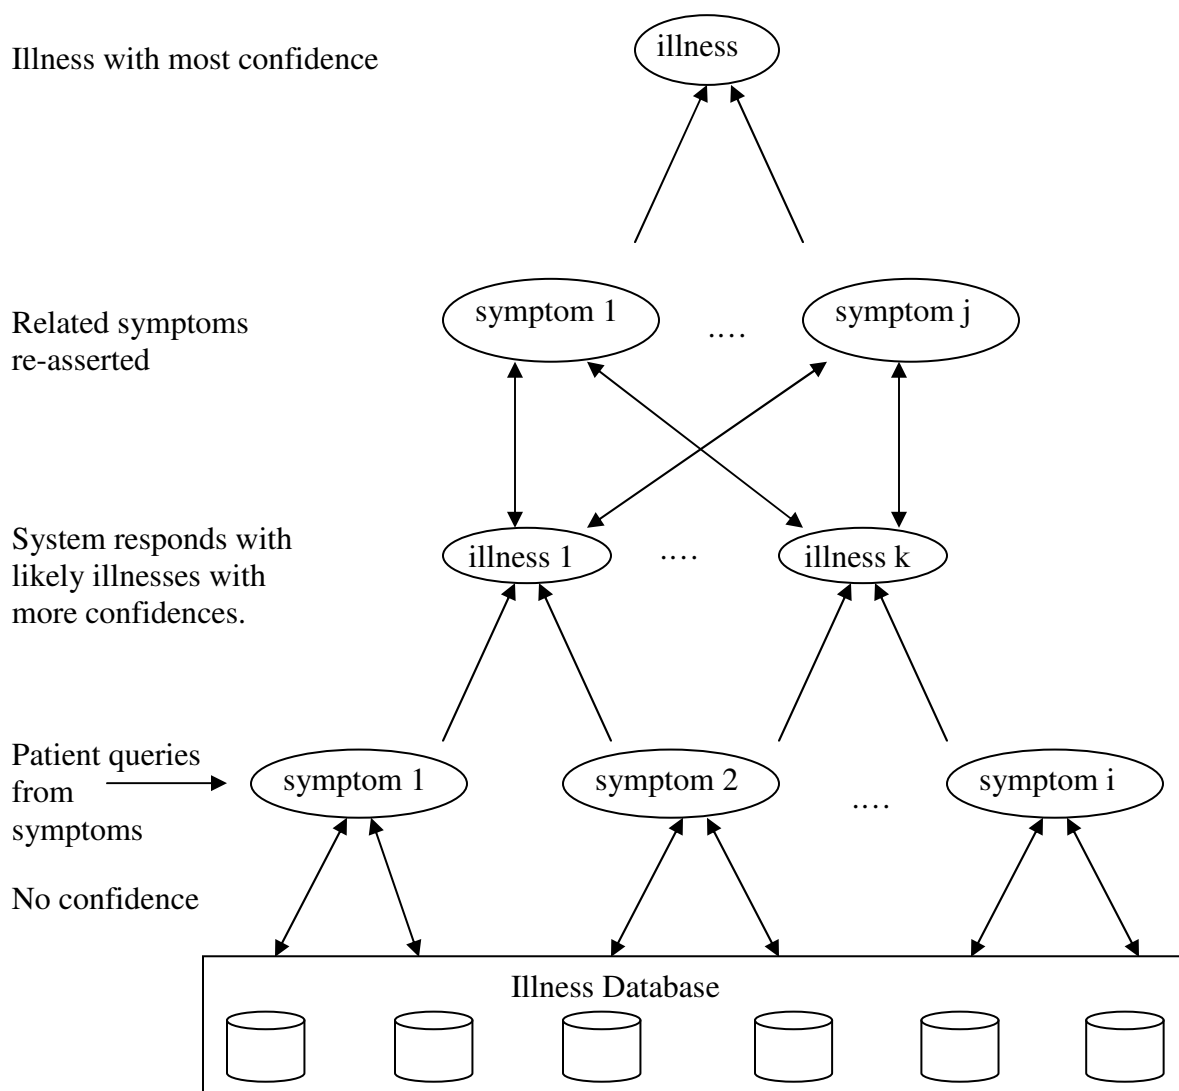 illness
Illness with most confidence
symptom 1
symptom j
....
Related symptoms
re-asserted
System responds with
likely illnesses with
more confidences.
illness 1
....
illness k
Patient queries
from
symptoms
symptom 1
symptom 2
....
symptom i
No confidence
Illness Database